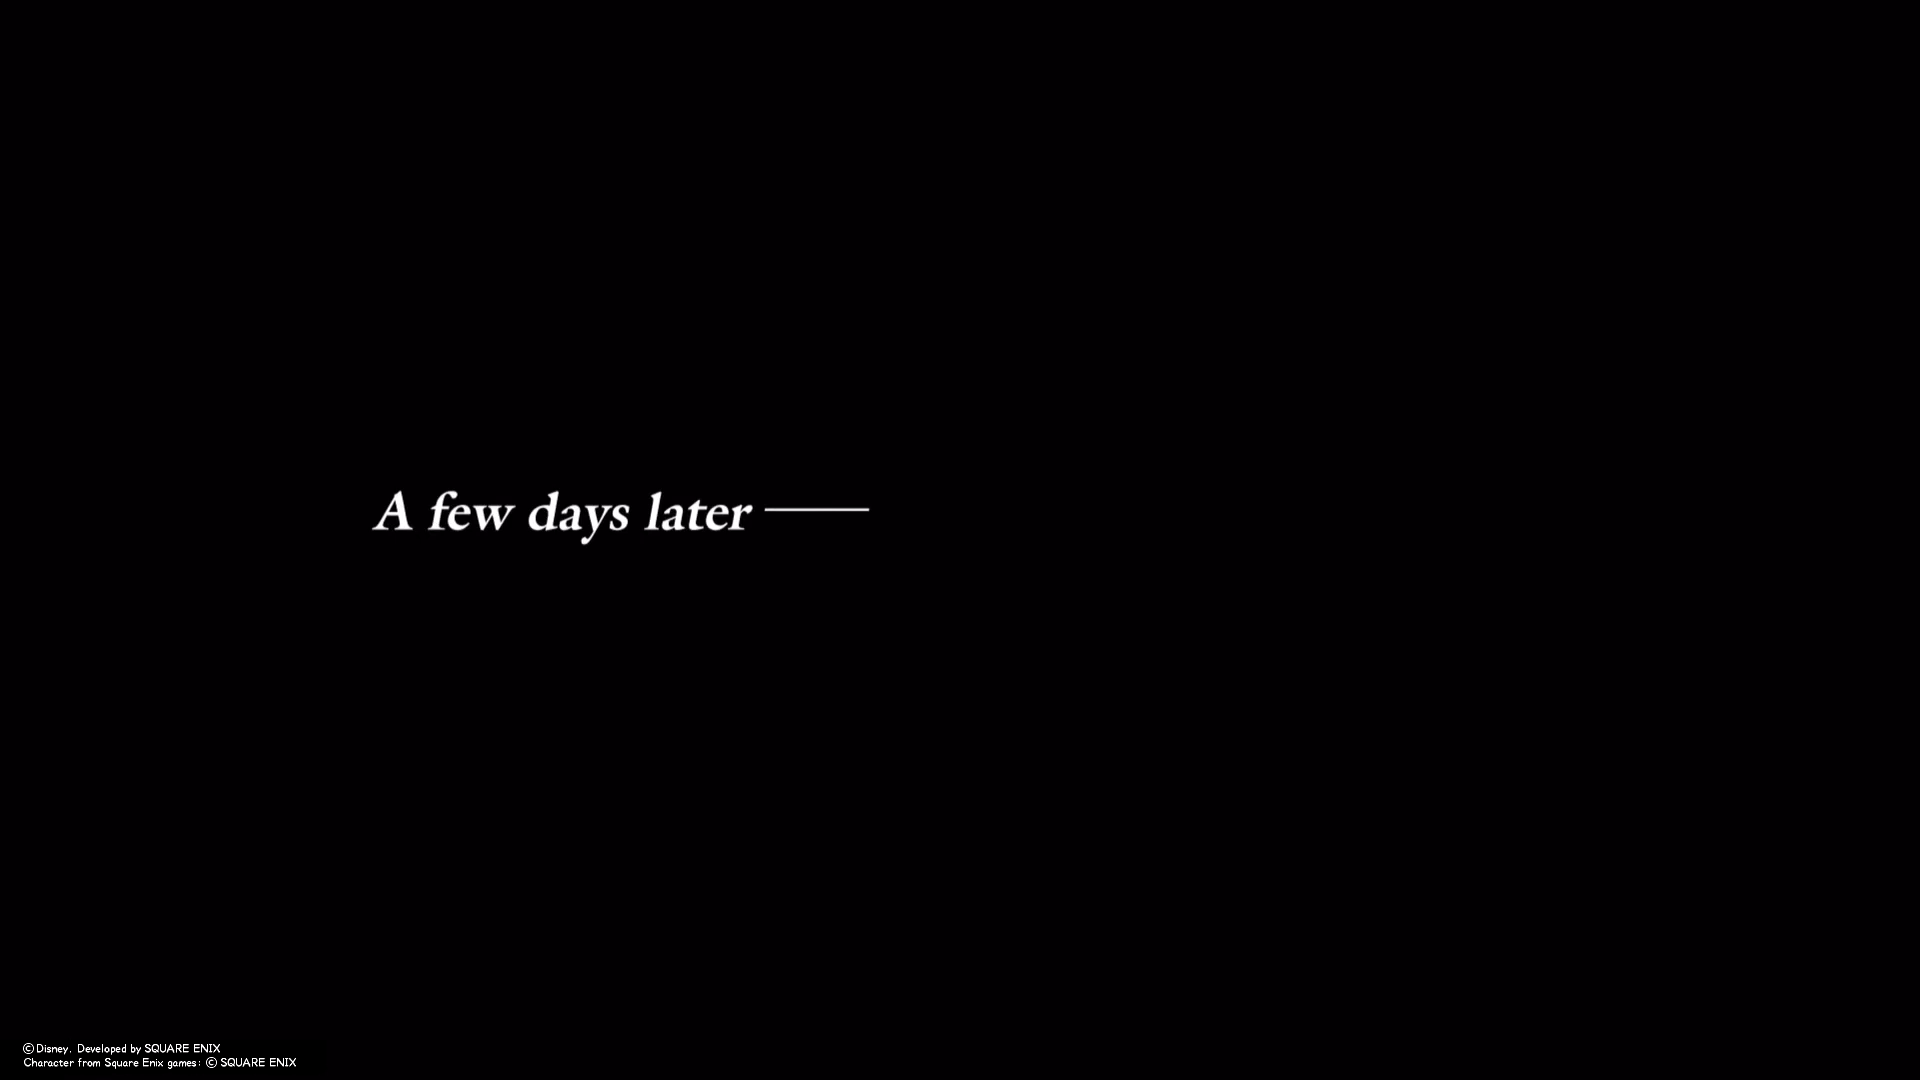 A few days later ——
© Disney. Developed by SQUARE ENIX
Character from Square Enix games: © SQUARE ENIX